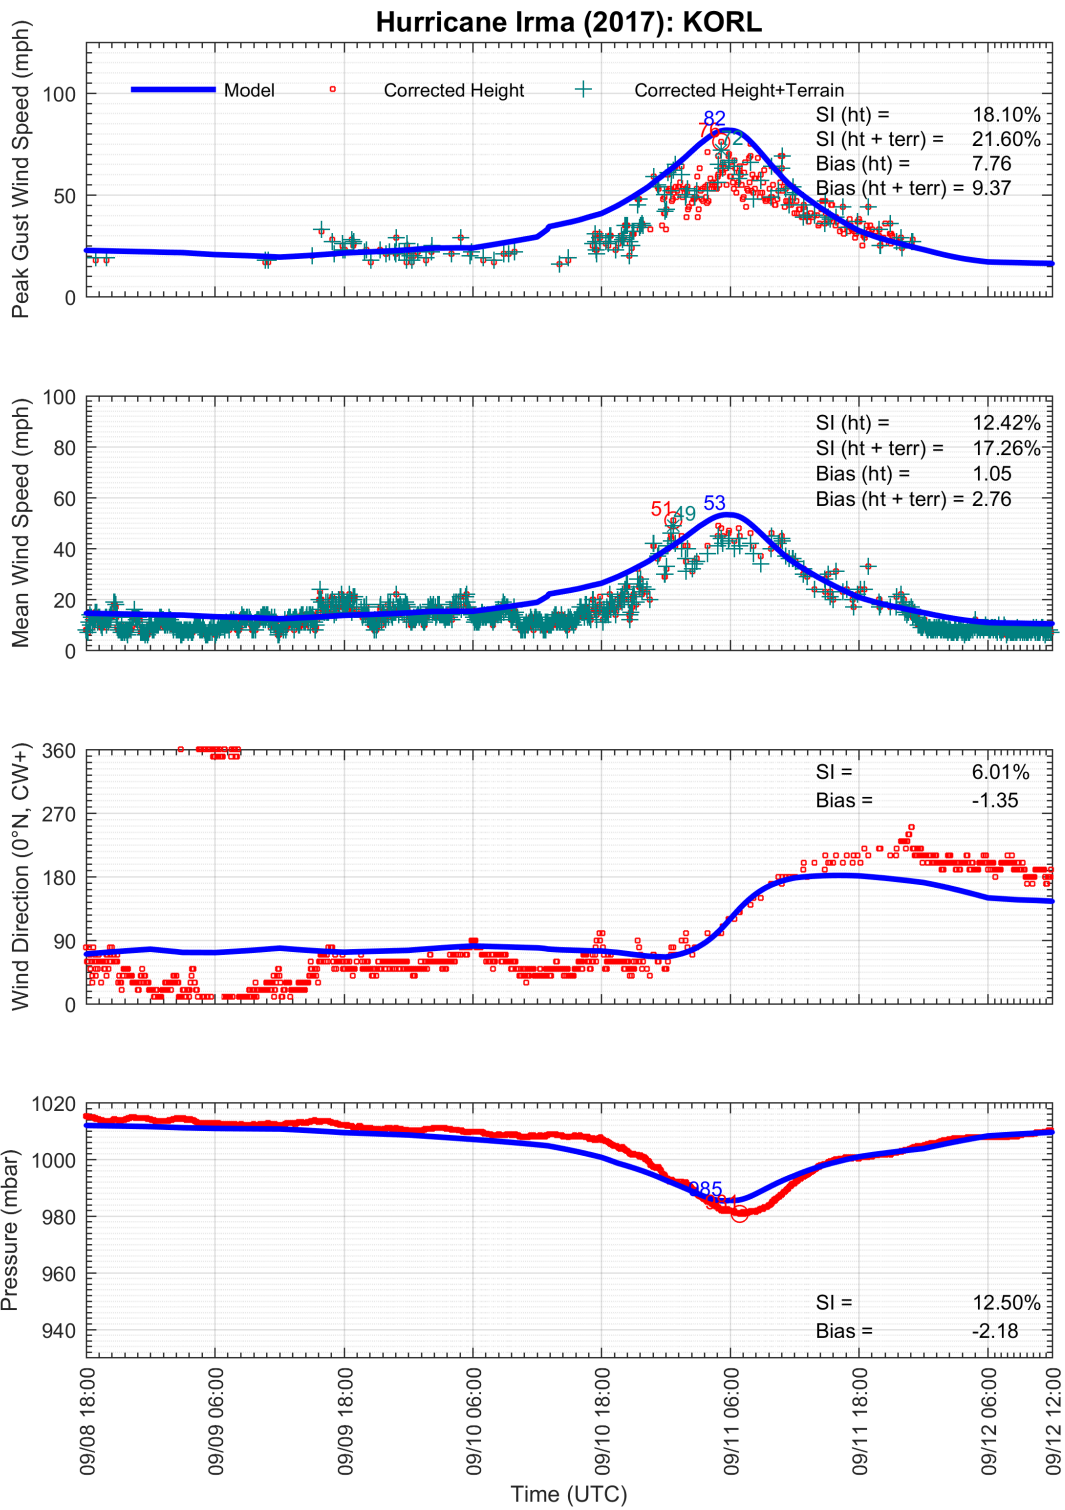 Hurricane Irma (2017): KORL
Peak Gust Wind Speed (mph)
100
50
0
Model
Corrected Height
Corrected Height+Terrain
SI (ht) = 18.10%
SI (ht + terr) = 21.60%
Bias (ht) = 7.76
Bias (ht + terr) = 9.37
82
Mean Wind Speed (mph)
100
80
60
40
20
0
SI (ht) = 12.42%
SI (ht + terr) = 17.26%
Bias (ht) = 1.05
Bias (ht + terr) = 2.76
51
49
53
Wind Direction (0°N, CW+)
360
270
180
90
0
SI = 6.01%
Bias = -1.35
Pressure (mbar)
1020
1000
980
960
940
985
SI = 12.50%
Bias = -2.18
09/08 18:00
09/09 06:00
09/09 18:00
09/10 06:00
09/10 18:00
09/11 06:00
09/11 18:00
09/12 06:00
09/12 12:00
Time (UTC)